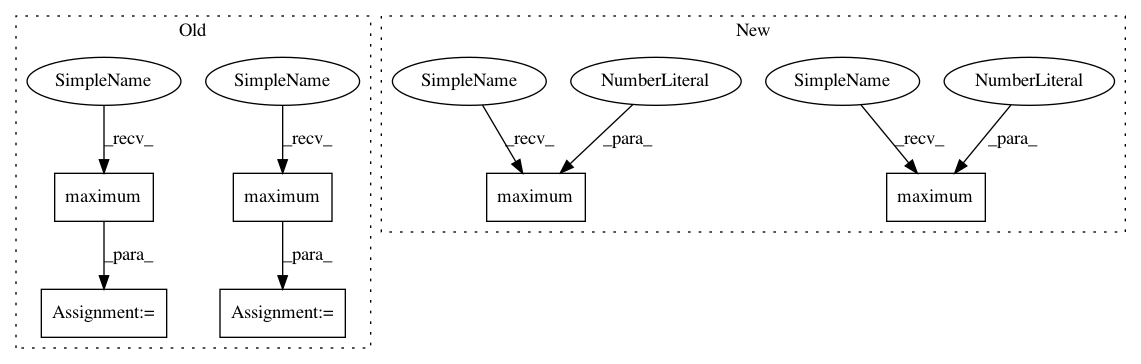 Old
New
SimpleName
SimpleName
SimpleName
NumberLiteral
SimpleName
NumberLiteral
_recv_
_recv_
_recv_
_para_
_recv_
_para_
maximum
maximum
maximum
maximum
_para_
_para_
Assignment:=
Assignment:=